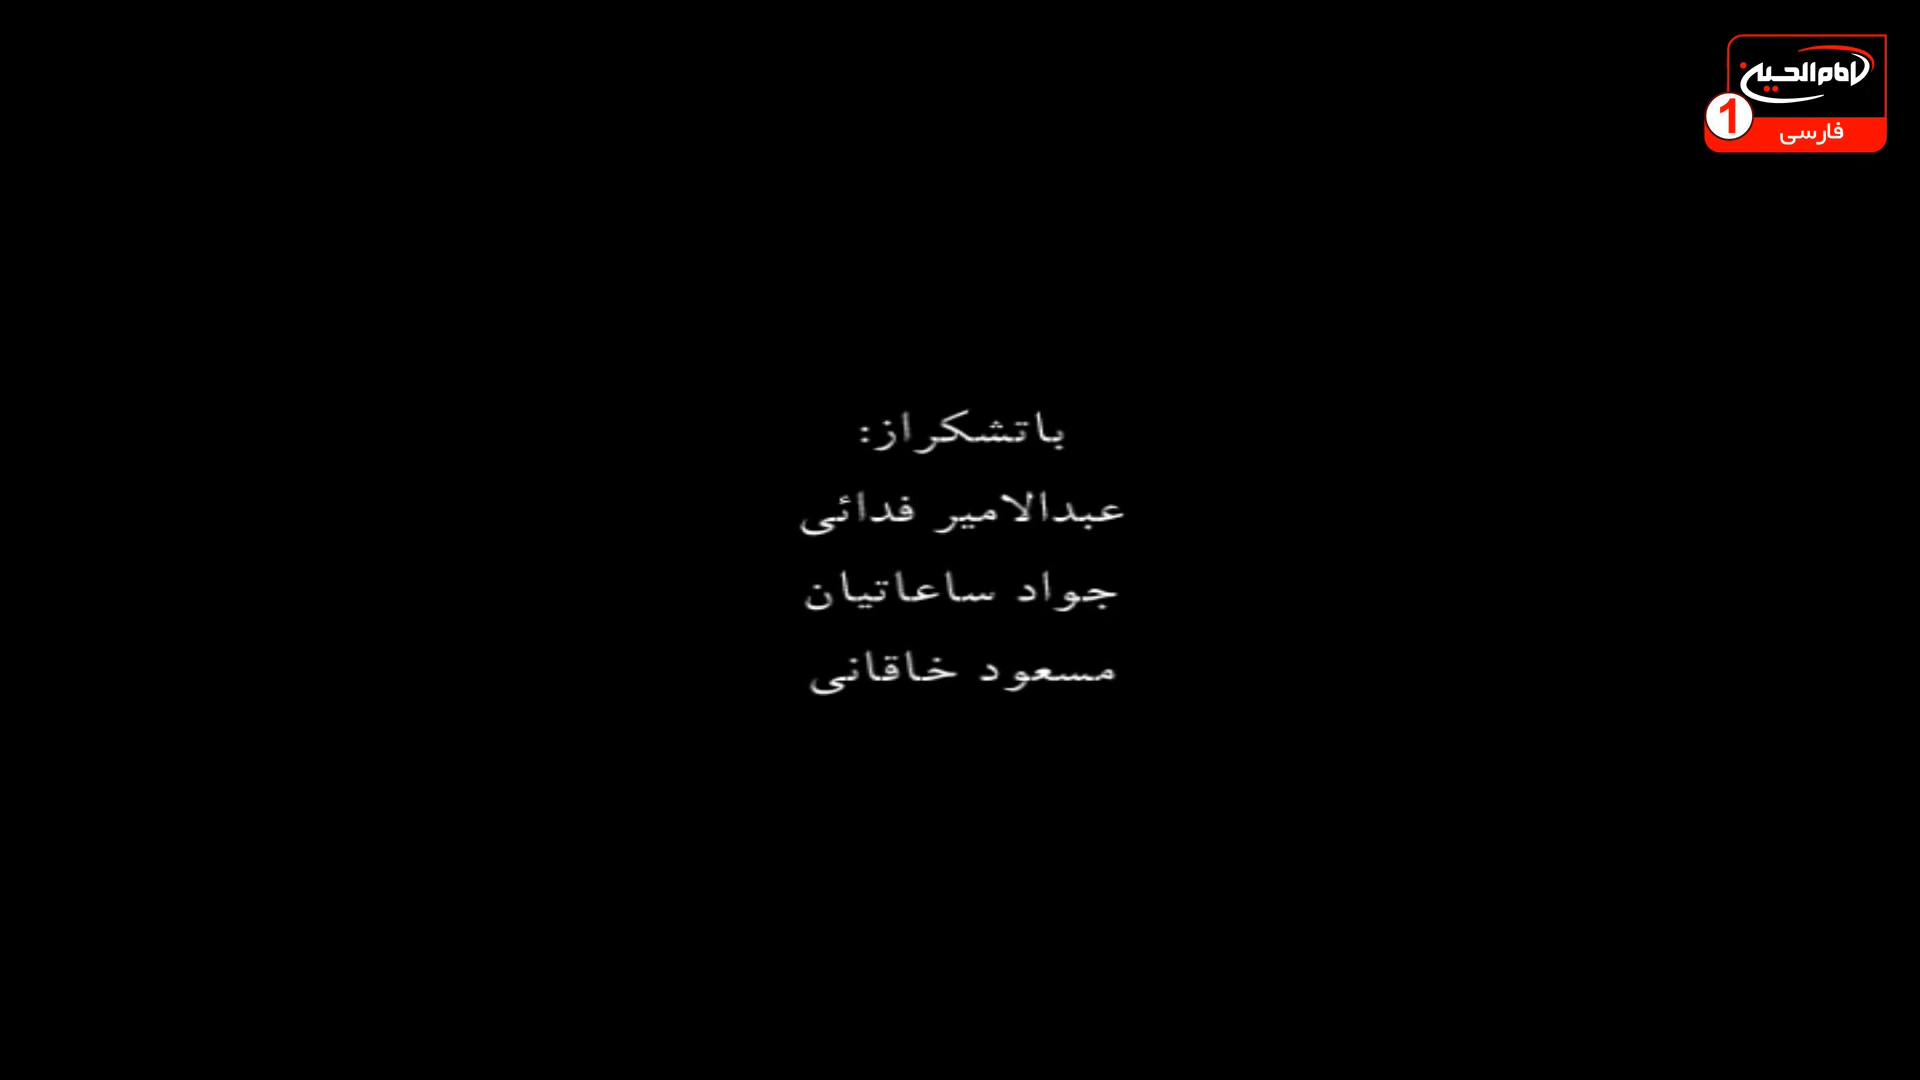 امام الحسین
1
فارسی
باتشکراز:
عبدالامیر فدائی
جواد ساعاتیان
مسعود خاقانی